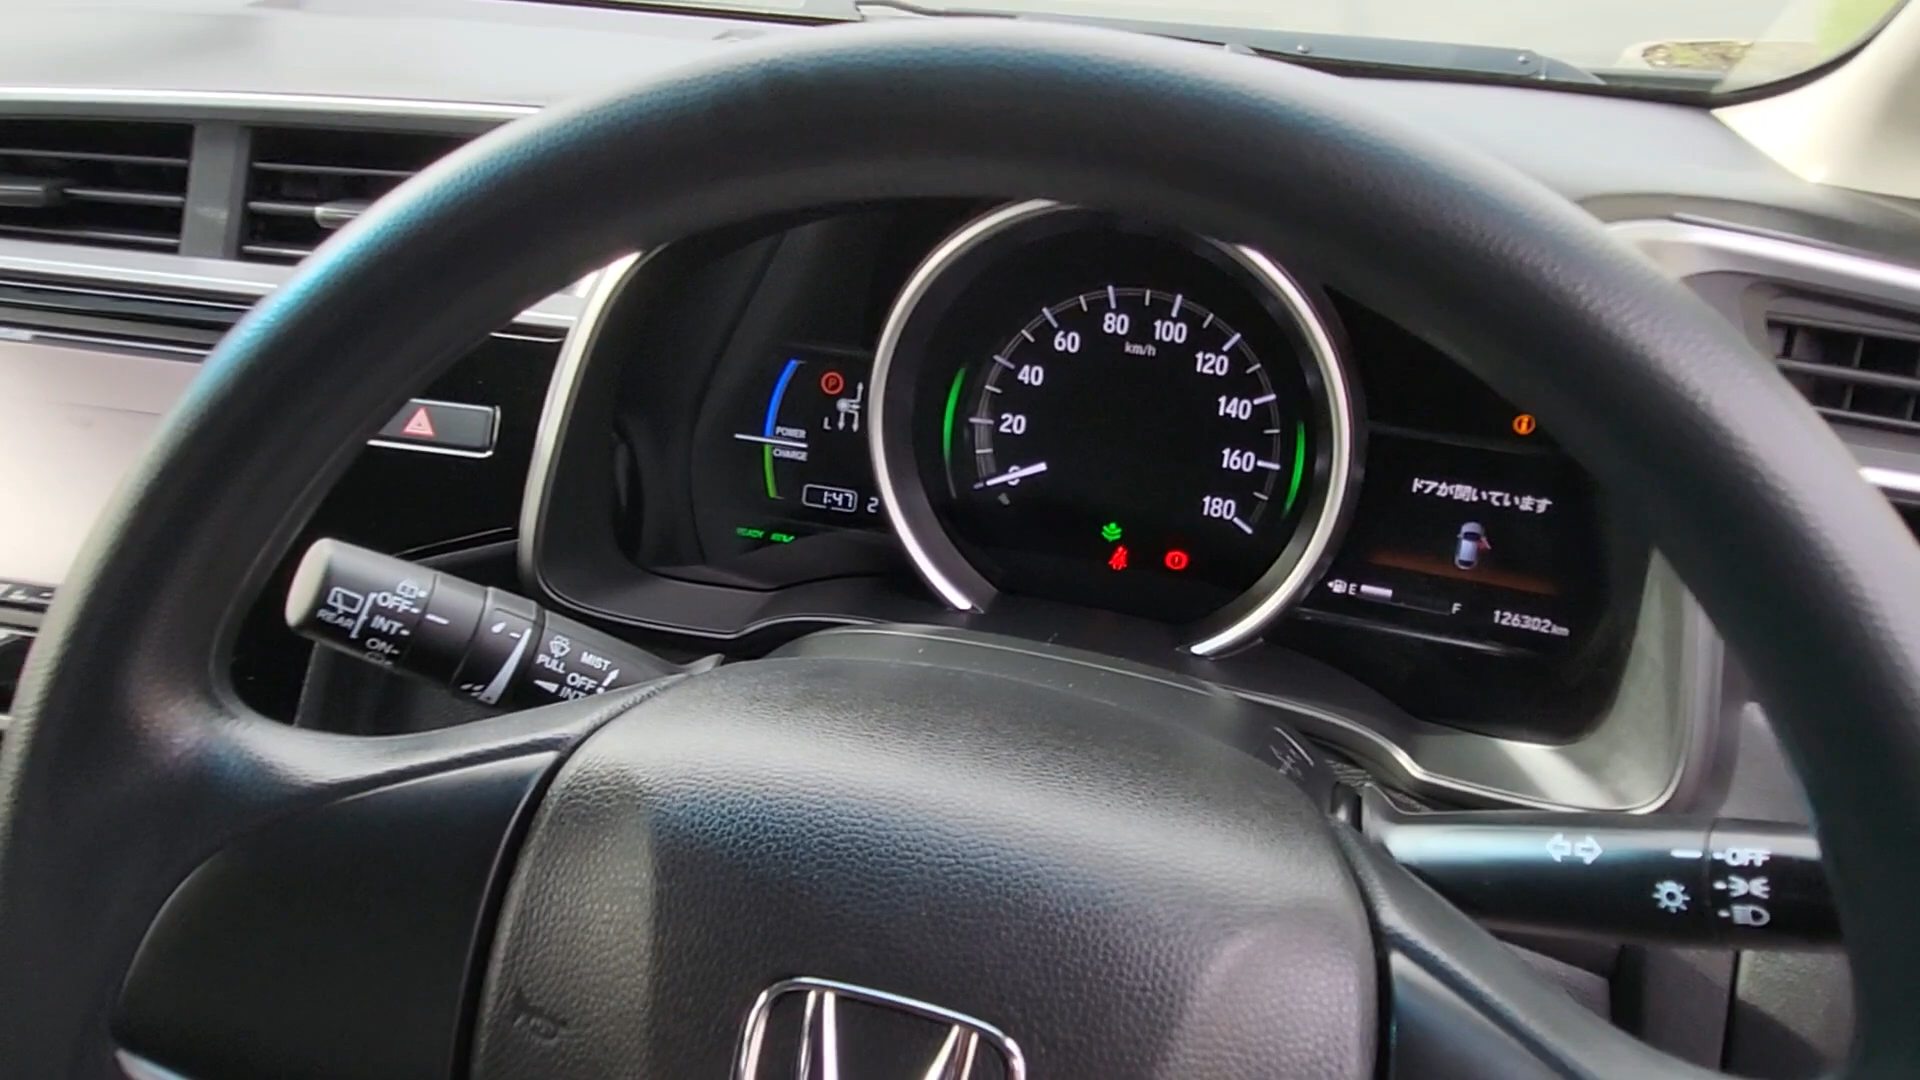 80
100
60
km/h
120
40
140
20
160
0
180
P
L
POWER
CHARGE
1:47
2
READY EV
ドアが開いています
E
F
126302km
OFF
REAR
INT
ON
MIST
PULL
OFF
INT
OFF